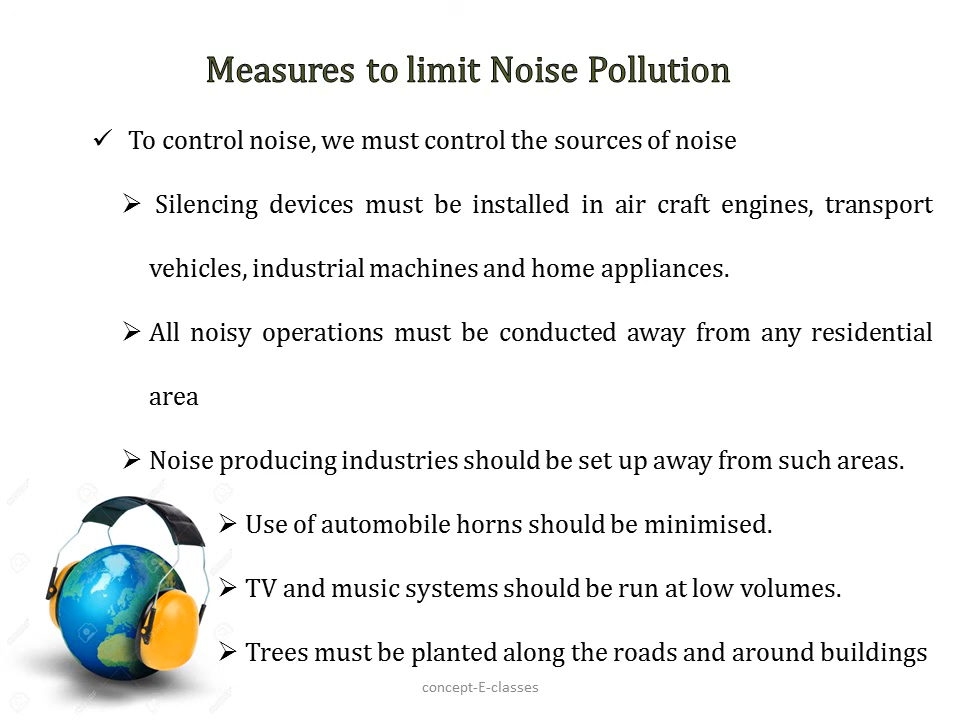 Measures to limit Noise Pollution
✓ To control noise, we must control the sources of noise
➢ Silencing devices must be installed in air craft engines, transport
vehicles, industrial machines and home appliances.
➢ All noisy operations must be conducted away from any residential
area
➢ Noise producing industries should be set up away from such areas.
➢ Use of automobile horns should be minimised.
➢ TV and music systems should be run at low volumes.
➢ Trees must be planted along the roads and around buildings
concept-E-classes